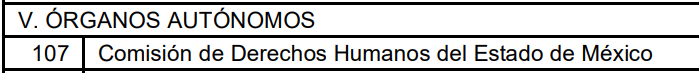 V. ÓRGANOS AUTÓNOMOS
107 Comisión de Derechos Humanos del Estado de México